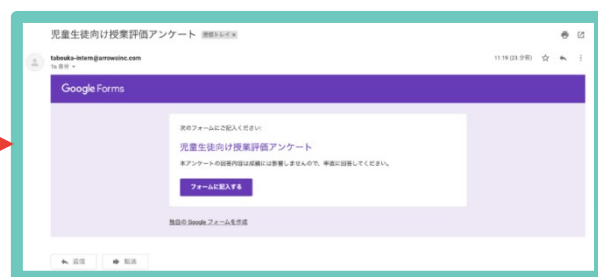 児童生徒向け授業評価アンケート 受信トレイ×
tabouka-intern@arrowsinc.com 11:19 (23 分前)
To 自分
Google Forms
次のフォームにご記入ください:
児童生徒向け授業評価アンケート
本アンケートの回答内容は成績には影響しませんので、率直に回答してください。
フォームに記入する
独自の Google フォームを作成
返信 転送